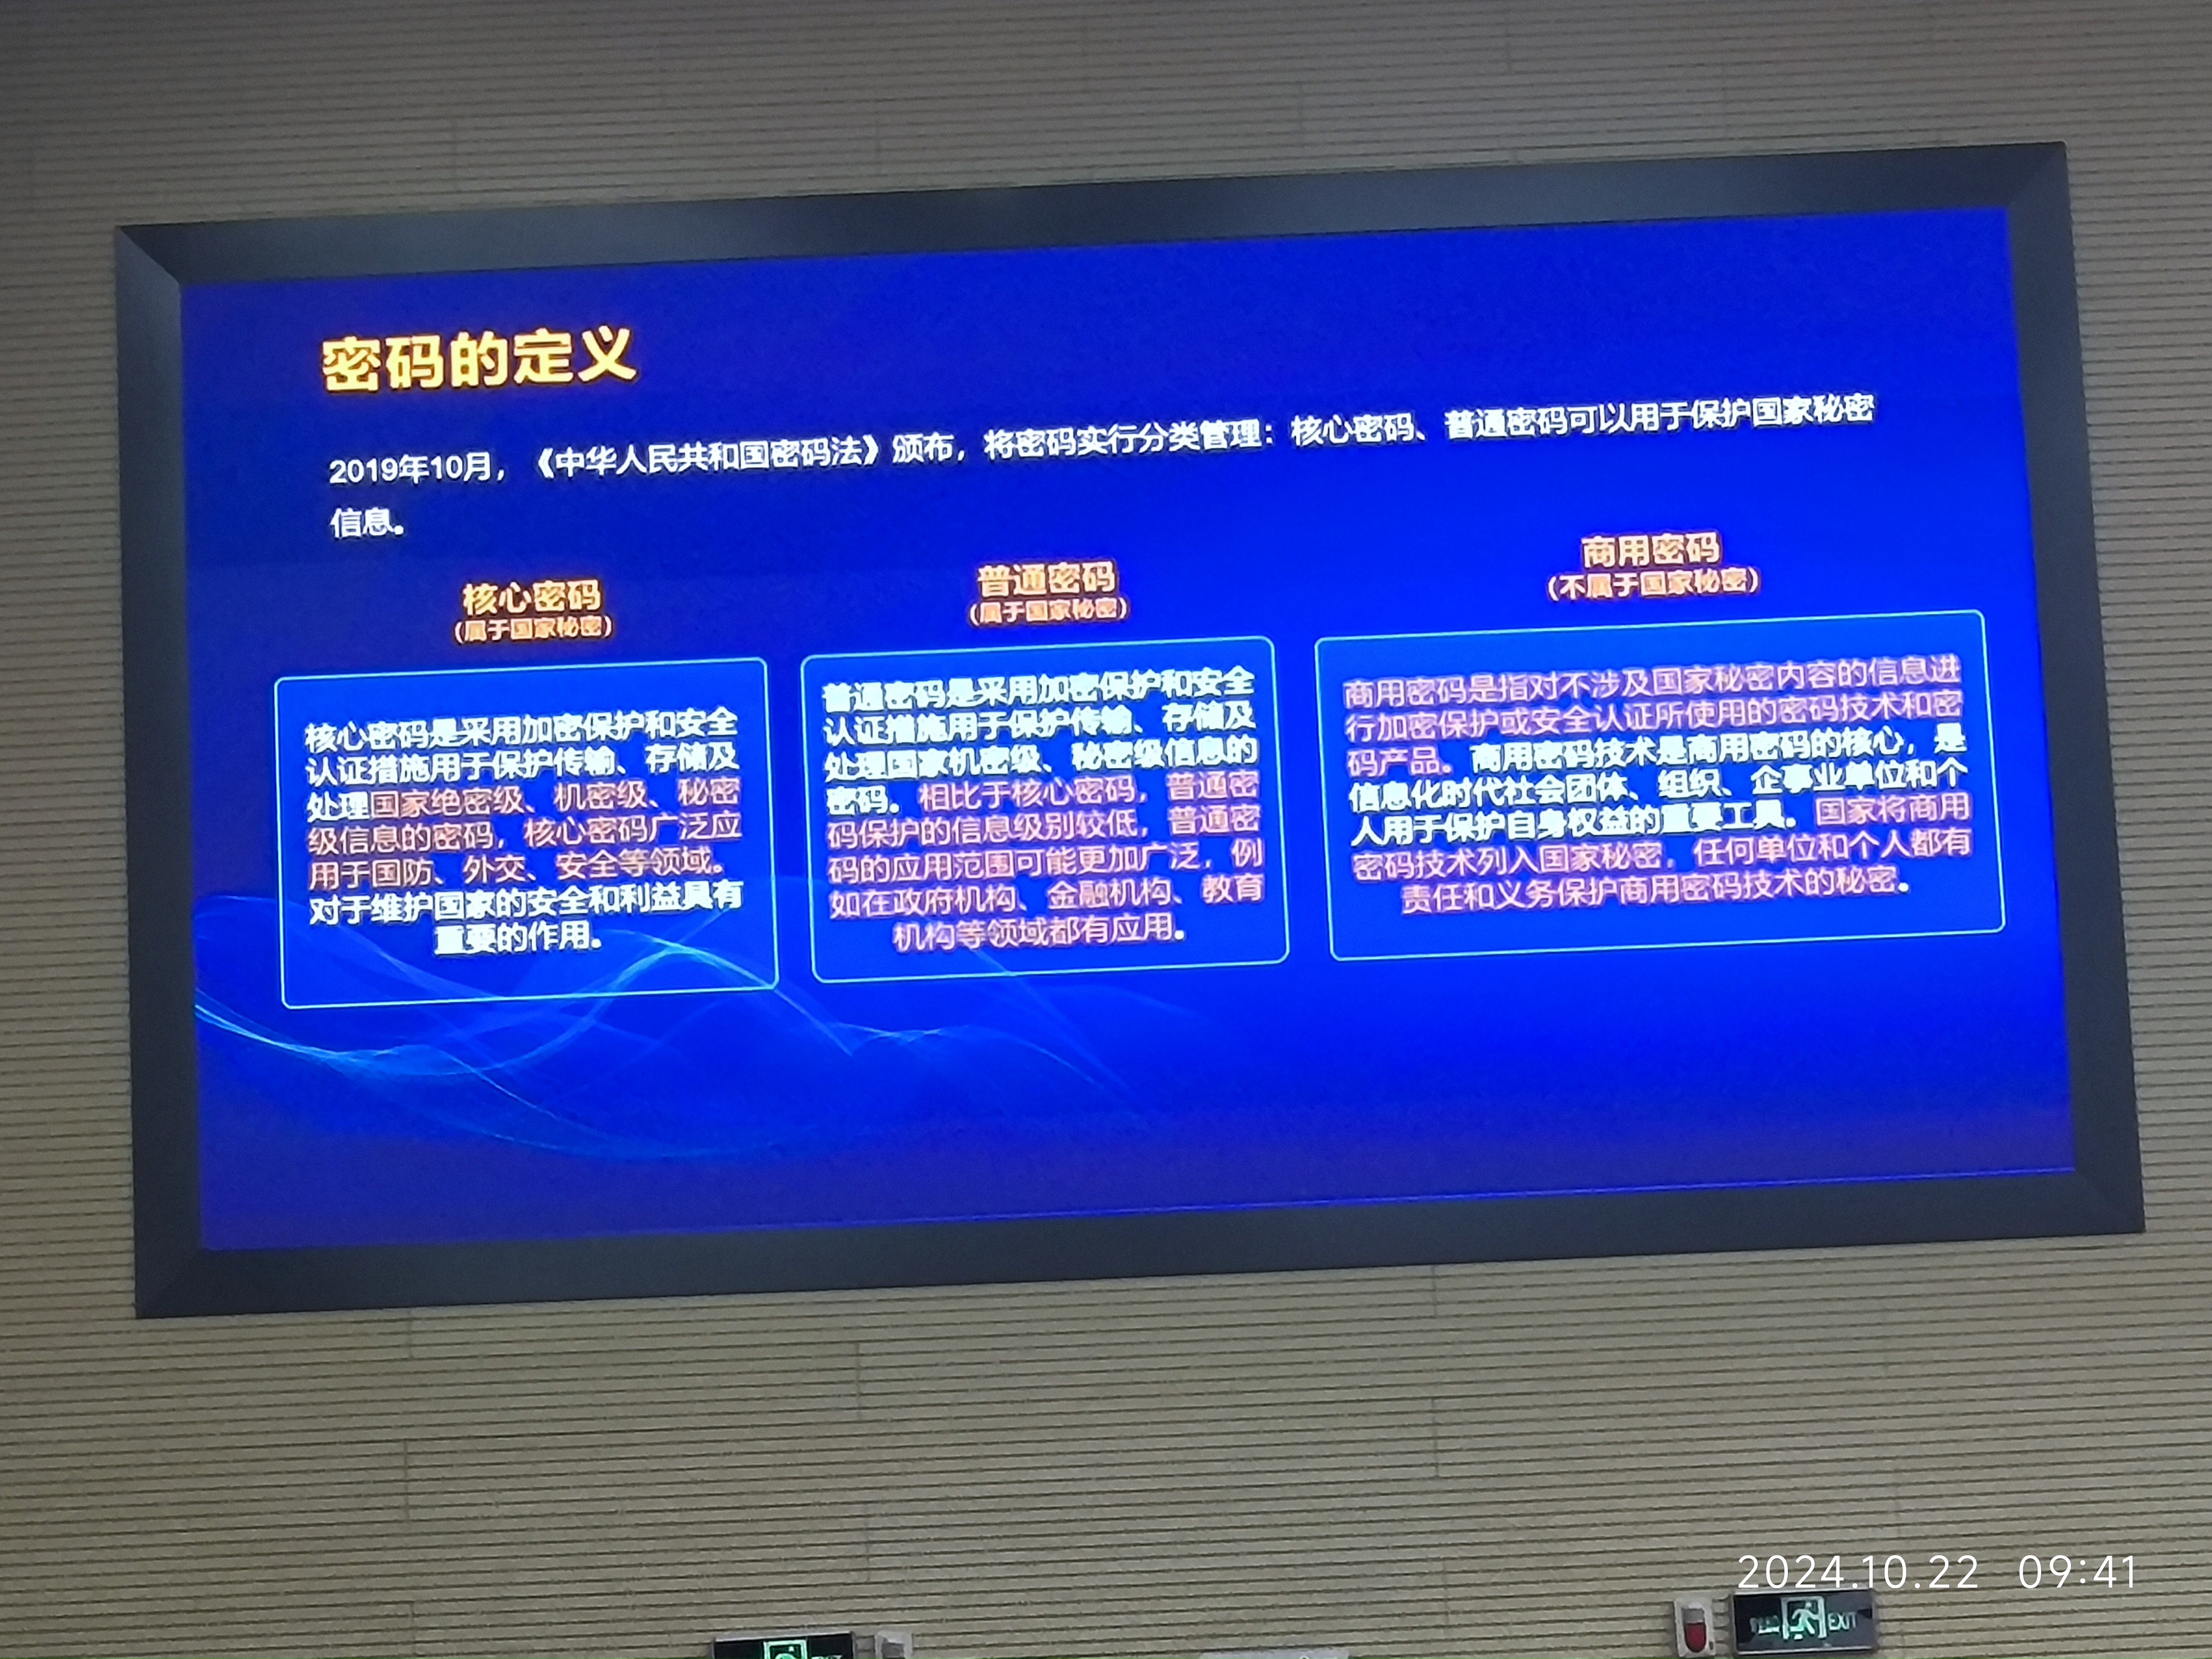 密码的定义
2019年10月，《中华人民共和国密码法》颁布，将密码实行分类管理：核心密码、普通密码可以用于保护国家秘密
信息。
核心密码
（属于国家秘密）
核心密码是采用加密保护和安全
认证措施用于保护传输、存储及
处理国家绝密级、机密级、秘密
级信息的密码，核心密码广泛应
用于国防、外交、安全等领域。
对于维护国家的安全和利益具有
重要的作用。
普通密码
（属于国家秘密）
普通密码是采用加密保护和安全
认证措施用于保护传输、存储及
处理国家机密级、秘密级信息的
密码。相比于核心密码，普通密
码保护的信息级别较低，普通密
码的应用范围可能更加广泛，例
如在政府机构、金融机构、教育
机构等领域都有应用。
商用密码
（不属于国家秘密）
商用密码是指对不涉及国家秘密内容的信息进
行加密保护或安全认证所使用的密码技术和密
码产品。商用密码技术是商用密码的核心，是
信息化时代社会团体、组织、企事业单位和个
人用于保护自身权益的重要工具。国家将商用
密码技术列入国家秘密，任何单位和个人都有
责任和义务保护商用密码技术的秘密。
2024.10.22 09:41
EXIT